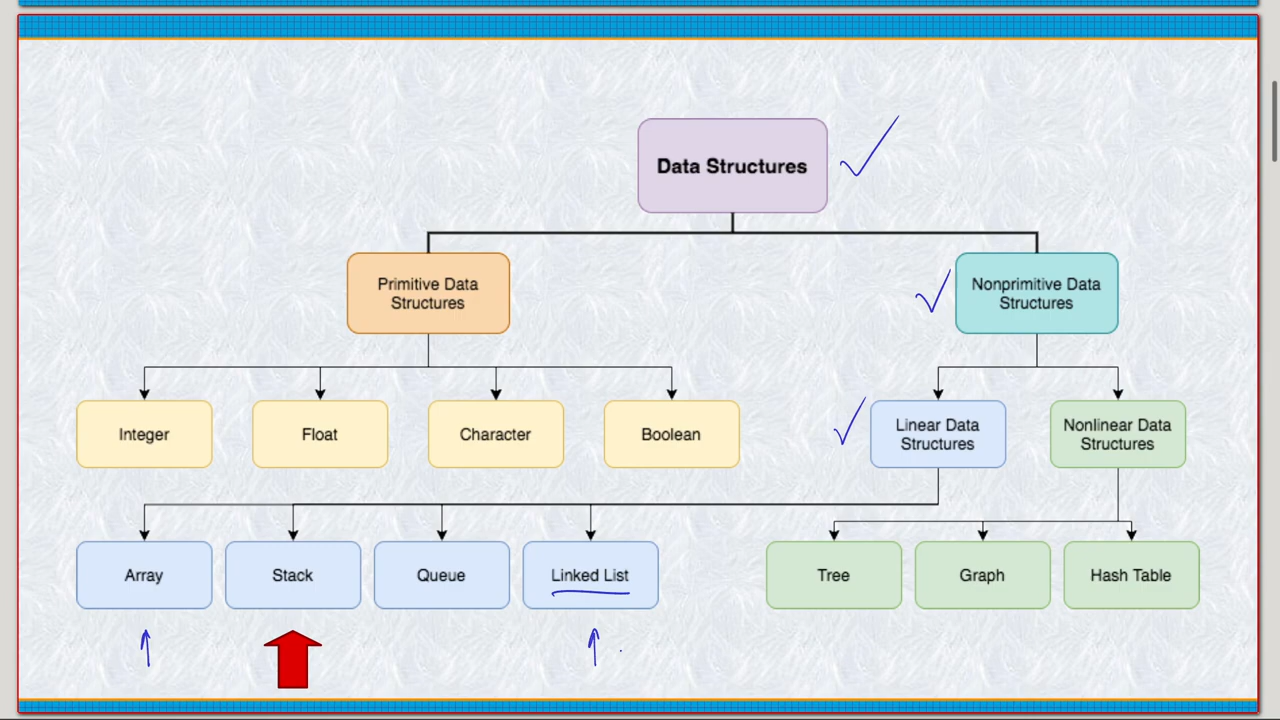 Data Structures
Primitive Data
Structures
Nonprimitive Data
Structures
Integer
Float
Character
Boolean
Linear Data
Structures
Nonlinear Data
Structures
Array
Stack
Queue
Linked List
Tree
Graph
Hash Table